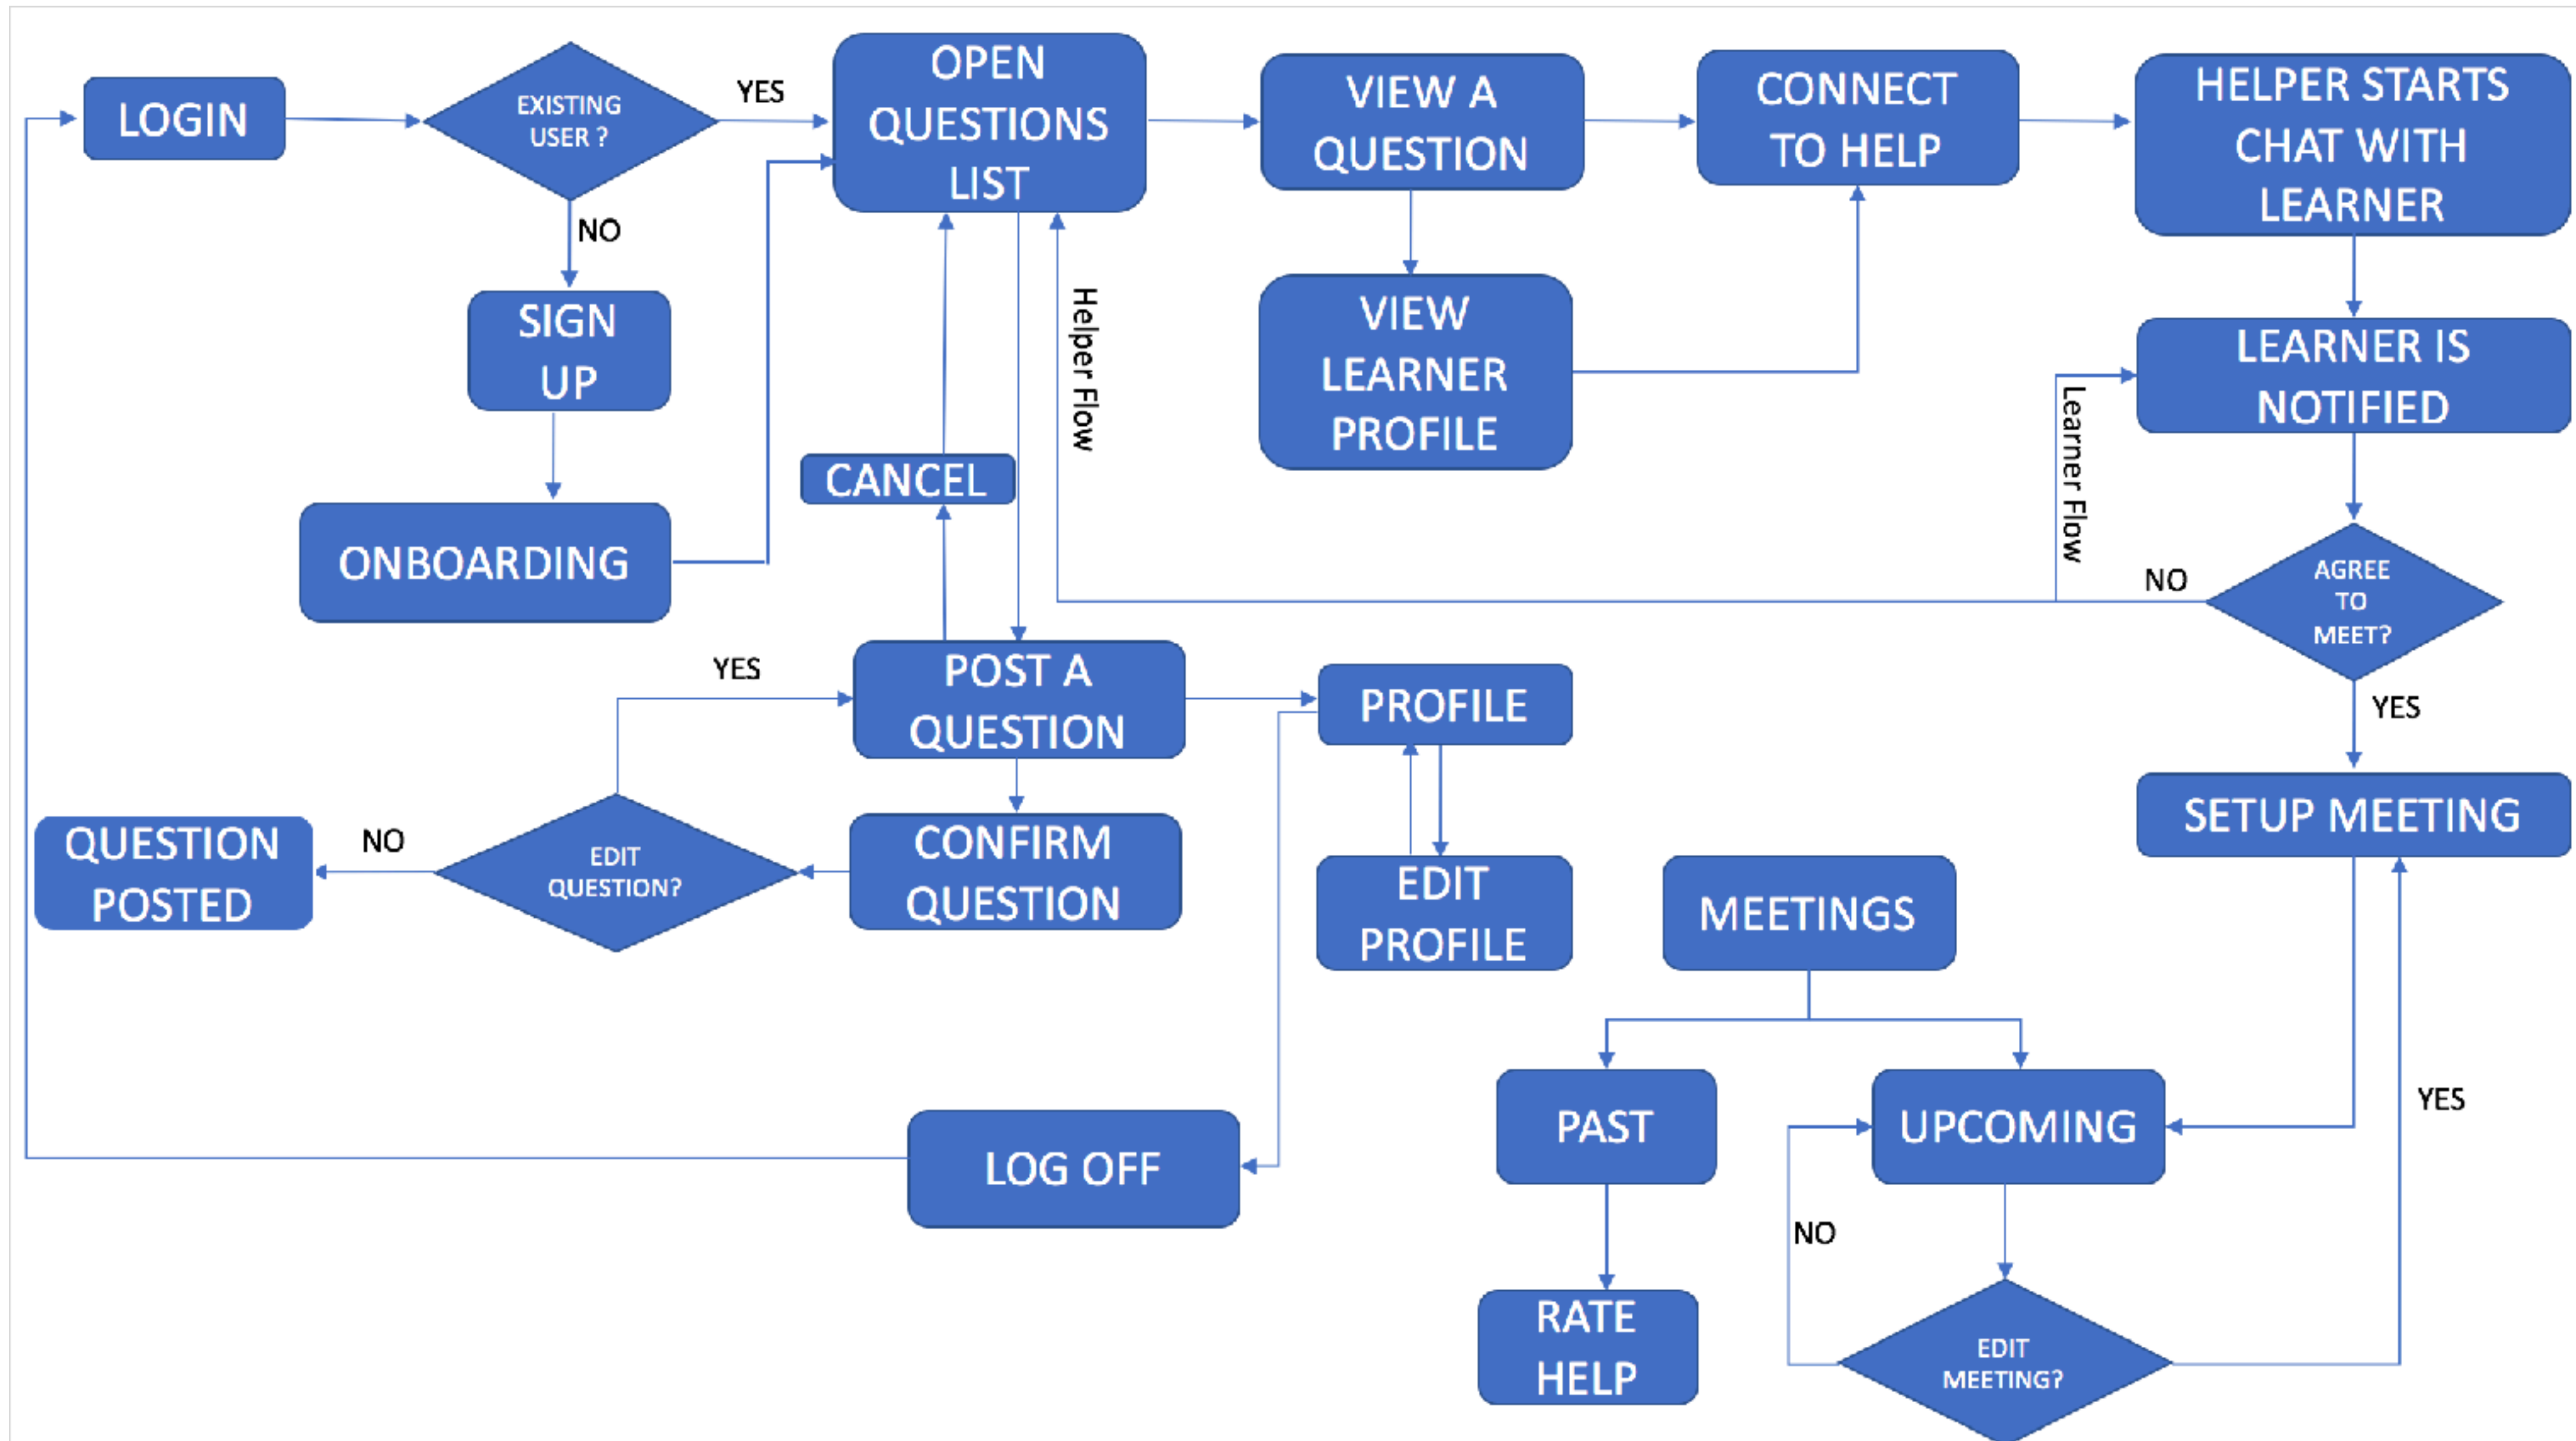 LOGIN
EXISTING
USER ?
YES
NO
SIGN
UP
ONBOARDING
OPEN
QUESTIONS
LIST
VIEW A
QUESTION
CONNECT
TO HELP
HELPER STARTS
CHAT WITH
LEARNER
VIEW
LEARNER
PROFILE
Helper Flow
CANCEL
LEARNER IS
NOTIFIED
Learner Flow
AGREE
TO
MEET?
NO
YES
YES
POST A
QUESTION
PROFILE
SETUP MEETING
QUESTION
POSTED
NO
EDIT
QUESTION?
CONFIRM
QUESTION
EDIT
PROFILE
MEETINGS
LOG OFF
PAST
UPCOMING
YES
NO
RATE
HELP
EDIT
MEETING?